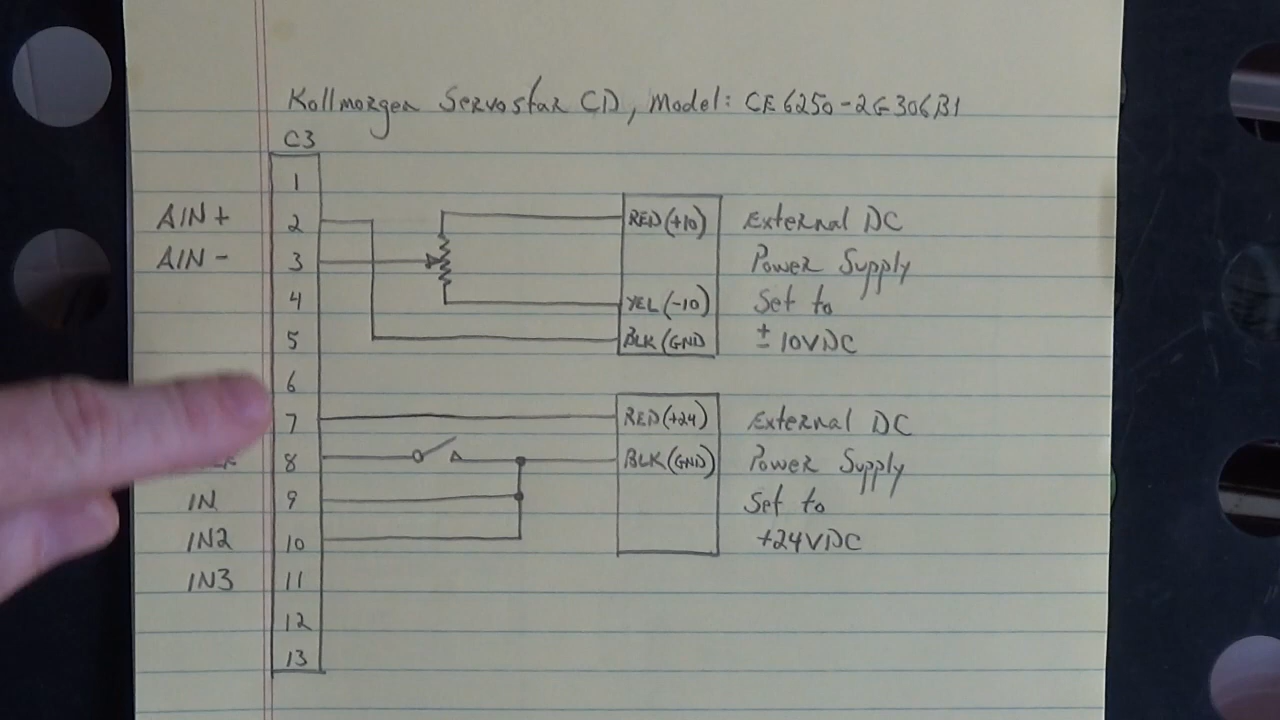 Kollmorgen Servostar CD, Model: CE6250-2G306B1
C3
1
AIN+ 2 RED(+10) External DC
AIN- 3 Power Supply
4 YEL(-10) Set to
5 BLK(GND ± 10VDC
6
7 RED(+24) External DC
8 BLK(GND) Power Supply
IN 9 Set to
IN2 10 +24VDC
IN3 11
12
13